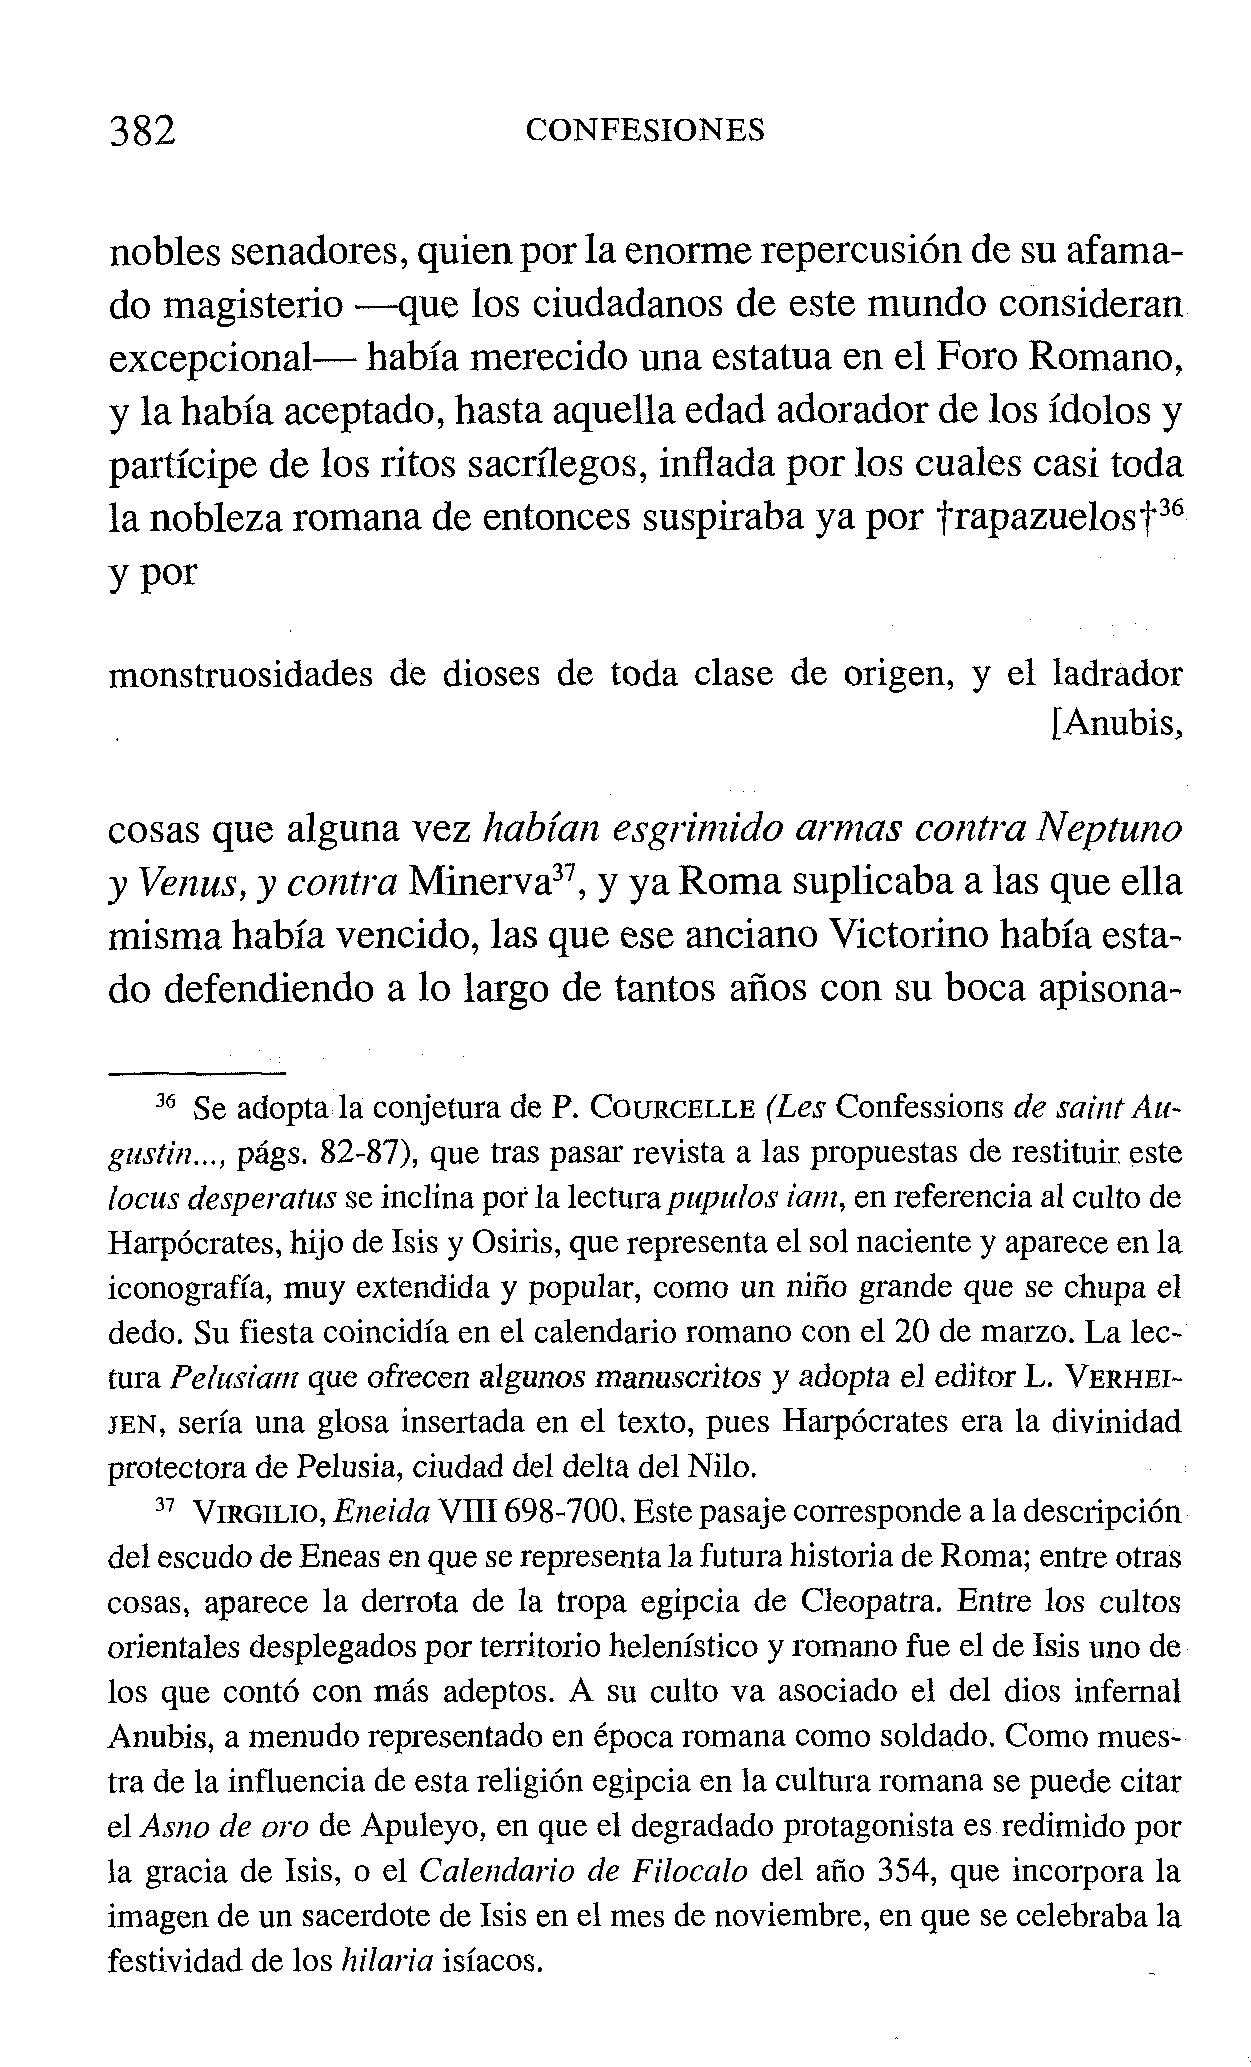 382 CONFESIONES
nobles senadores, quien por la enorme repercusión de su afama-
do magisterio —que los ciudadanos de este mundo consideran
excepcional— había merecido una estatua en el Foro Romano,
y la había aceptado, hasta aquella edad adorador de los ídolos y
partícipe de los ritos sacrílegos, inflada por los cuales casi toda
la nobleza romana de entonces suspiraba ya por †rapazuelos†³⁶
y por
monstruosidades de dioses de toda clase de origen, y el ladrador
[Anubis,
cosas que alguna vez habían esgrimido armas contra Neptuno
y Venus, y contra Minerva³⁷, y ya Roma suplicaba a las que ella
misma había vencido, las que ese anciano Victorino había esta-
do defendiendo a lo largo de tantos años con su boca apisona-
³⁶ Se adopta la conjetura de P. COURCELLE (Les Confessions de saint Au-
gustin..., págs. 82-87), que tras pasar revista a las propuestas de restituir este
locus desperatus se inclina por la lectura pupulos iam, en referencia al culto de
Harpócrates, hijo de Isis y Osiris, que representa el sol naciente y aparece en la
iconografía, muy extendida y popular, como un niño grande que se chupa el
dedo. Su fiesta coincidía en el calendario romano con el 20 de marzo. La lec-
tura Pelusiam que ofrecen algunos manuscritos y adopta el editor L. VERHEI-
JEN, sería una glosa insertada en el texto, pues Harpócrates era la divinidad
protectora de Pelusia, ciudad del delta del Nilo.
³⁷ VIRGILIO, Eneida VIII 698-700. Este pasaje corresponde a la descripción
del escudo de Eneas en que se representa la futura historia de Roma; entre otras
cosas, aparece la derrota de la tropa egipcia de Cleopatra. Entre los cultos
orientales desplegados por territorio helenístico y romano fue el de Isis uno de
los que contó con más adeptos. A su culto va asociado el del dios infernal
Anubis, a menudo representado en época romana como soldado. Como mues-
tra de la influencia de esta religión egipcia en la cultura romana se puede citar
el Asno de oro de Apuleyo, en que el degradado protagonista es redimido por
la gracia de Isis, o el Calendario de Filocalo del año 354, que incorpora la
imagen de un sacerdote de Isis en el mes de noviembre, en que se celebraba la
festividad de los hilaria isíacos.